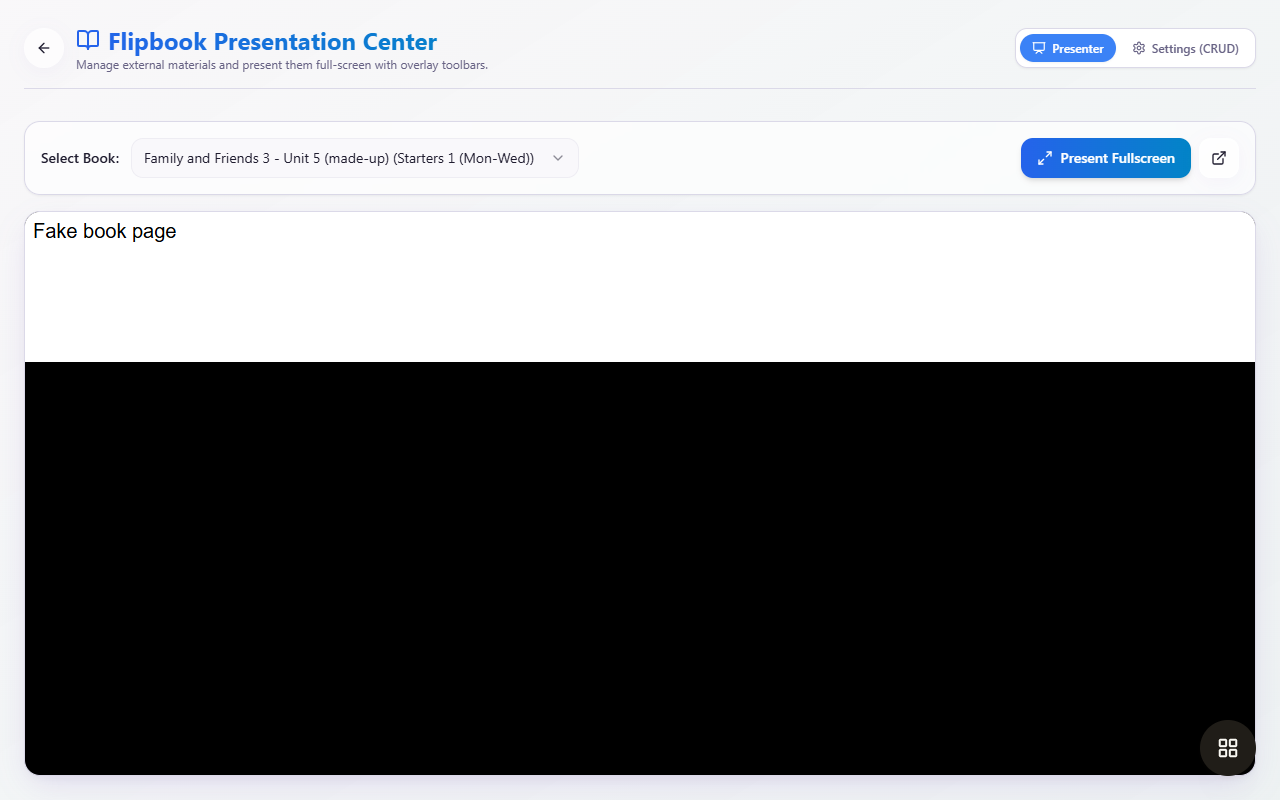 Flipbook Presentation Center
Manage external materials and present them full-screen with overlay toolbars.
Presenter
Settings (CRUD)
Select Book:
Family and Friends 3 - Unit 5 (made-up) (Starters 1 (Mon-Wed))
Present Fullscreen
Fake book page